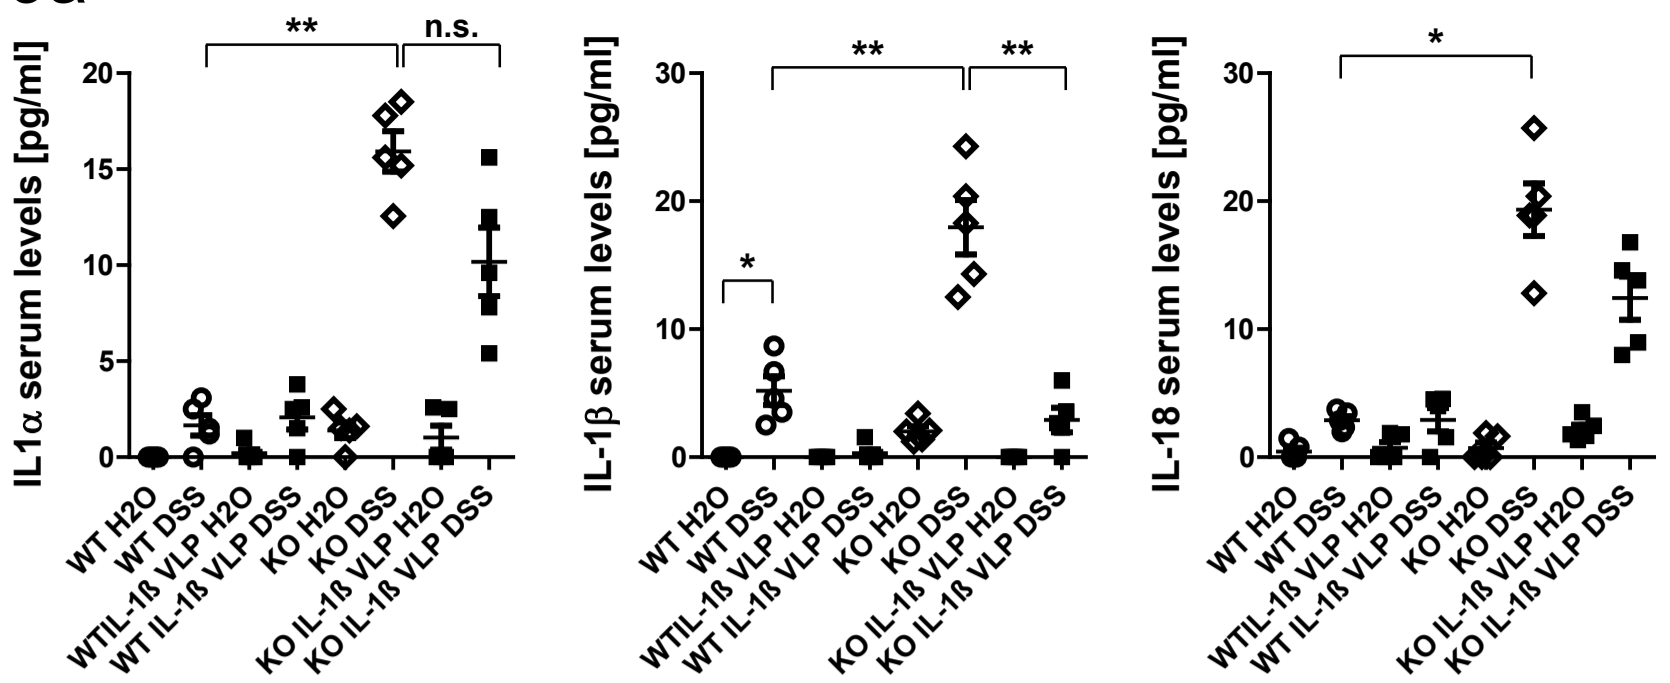 ** n.s.
IL1α serum levels [pg/ml]
20
15
10
5
0
WT H2O
WT DSS
WTIL-1ß VLP H2O
WT IL-1ß VLP DSS
KO H2O
KO DSS
KO IL-1ß VLP H2O
KO IL-1ß VLP DSS
** **
*
IL-1β serum levels [pg/ml]
30
20
10
0
WT H2O
WT DSS
WTIL-1ß VLP H2O
WT IL-1ß VLP DSS
KO H2O
KO DSS
KO IL-1ß VLP H2O
KO IL-1ß VLP DSS
*
IL-18 serum levels [pg/ml]
30
20
10
0
WT H2O
WT DSS
WTIL-1ß VLP H2O
WT IL-1ß VLP DSS
KO H2O
KO DSS
KO IL-1ß VLP H2O
KO IL-1ß VLP DSS